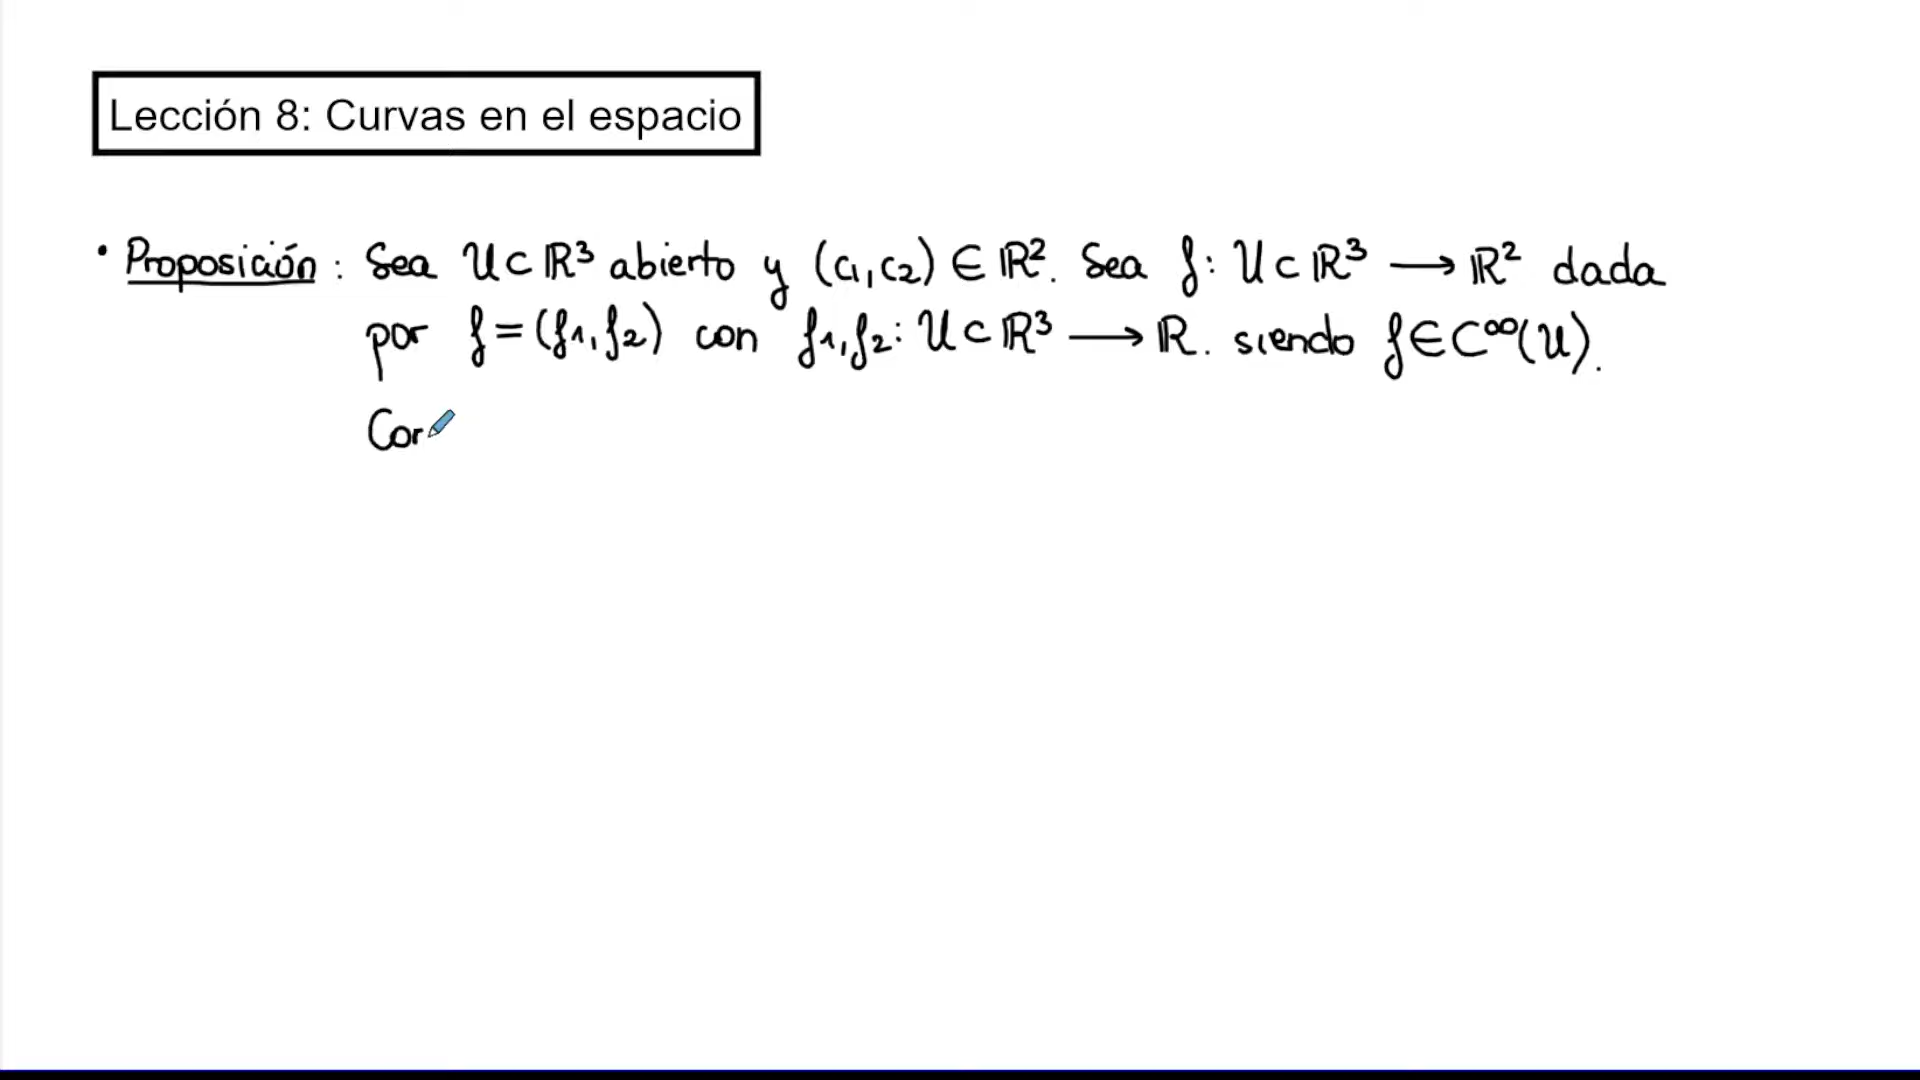 Lección 8: Curvas en el espacio
• Proposición: Sea U ⊂ ℝ³ abierto y (c₁, c₂) ∈ ℝ². Sea f: U ⊂ ℝ³ ⟶ ℝ² dada
por f = (f₁, f₂) con f₁, f₂: U ⊂ ℝ³ ⟶ ℝ. siendo f ∈ C^∞(U).
Cor